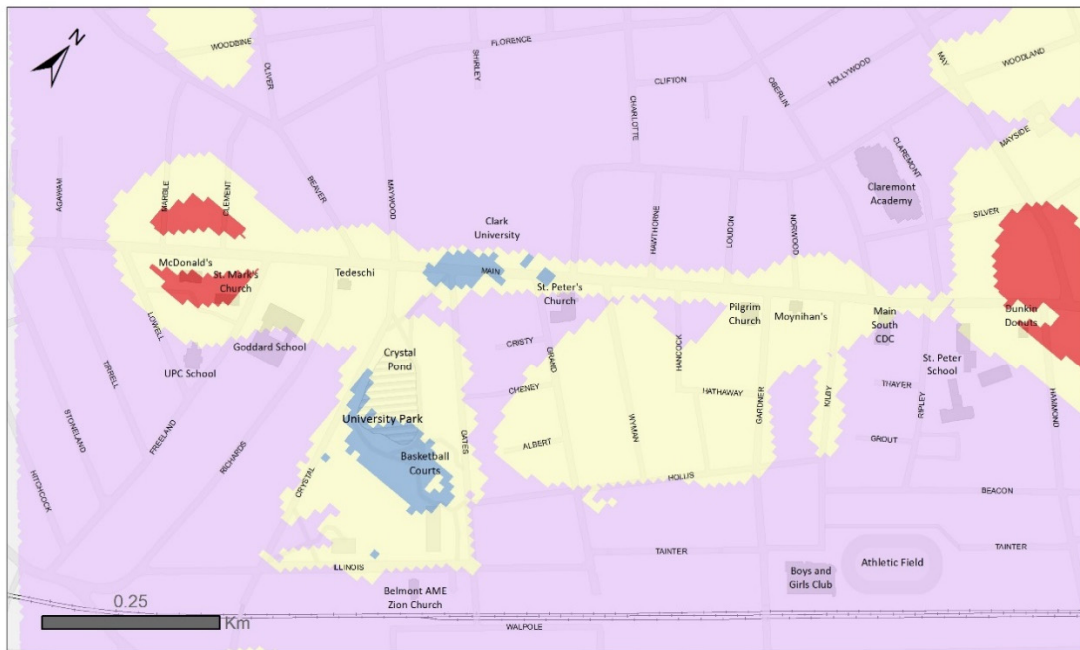 N
WOODBINE
OLIVER
SHIRLEY
FLORENCE
CLIFTON
CHARLOTTE
OBERLIN
HOLLYWOOD
MAY
WOODLAND
MAYSIDE
CLAREMONT
Claremont
Academy
SILVER
AGAWAM
MARBLE
CLEMENT
BEAVER
MAYWOOD
Clark
University
HAWTHORNE
LOUDON
NORWOOD
McDonald's
St. Mark's
Church
Tedeschi
MAIN
St. Peter's
Church
Pilgrim
Church
Moynihan's
Main
South
CDC
Dunkin
Donuts
LOWELL
Goddard School
UPC School
Crystal
Pond
CRISTY
GRAND
HANCOCK
St. Peter
School
TIRRELL
CHENEY
HATHAWAY
GARDNER
KILBY
THAYER
RIPLEY
HAMMOND
STONELAND
FREELAND
RICHARDS
University Park
GATES
WYMAN
ALBERT
GROUT
Basketball
Courts
HITCHCOCK
CRYSTAL
HOLLIS
BEACON
ILLINOIS
TAINTER
TAINTER
Athletic Field
Boys and
Girls Club
Belmont AME
Zion Church
0.25
Km
WALPOLE